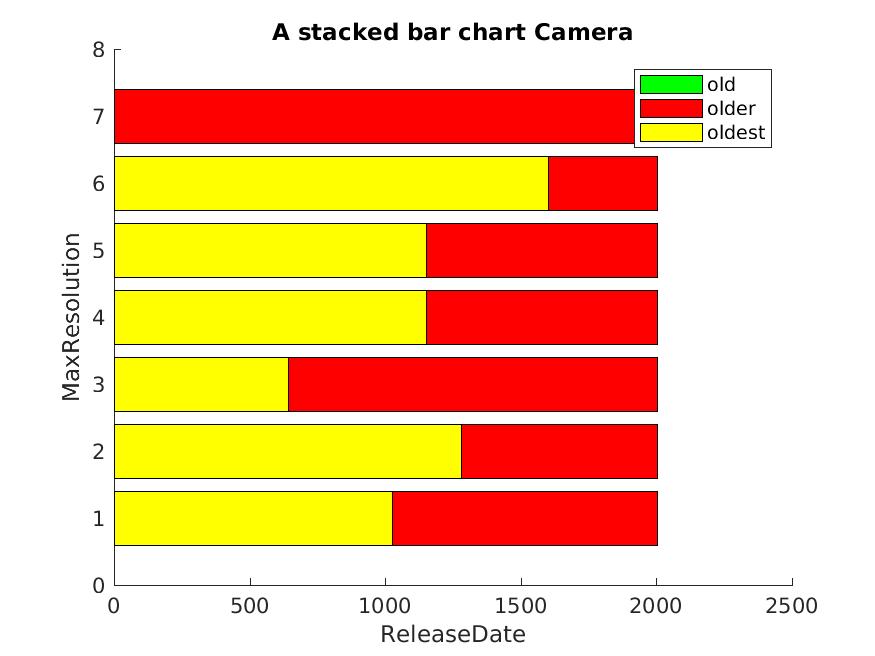 A stacked bar chart Camera
8
7
6
5
4
3
2
1
0
MaxResolution
old
older
oldest
0 500 1000 1500 2000 2500
ReleaseDate